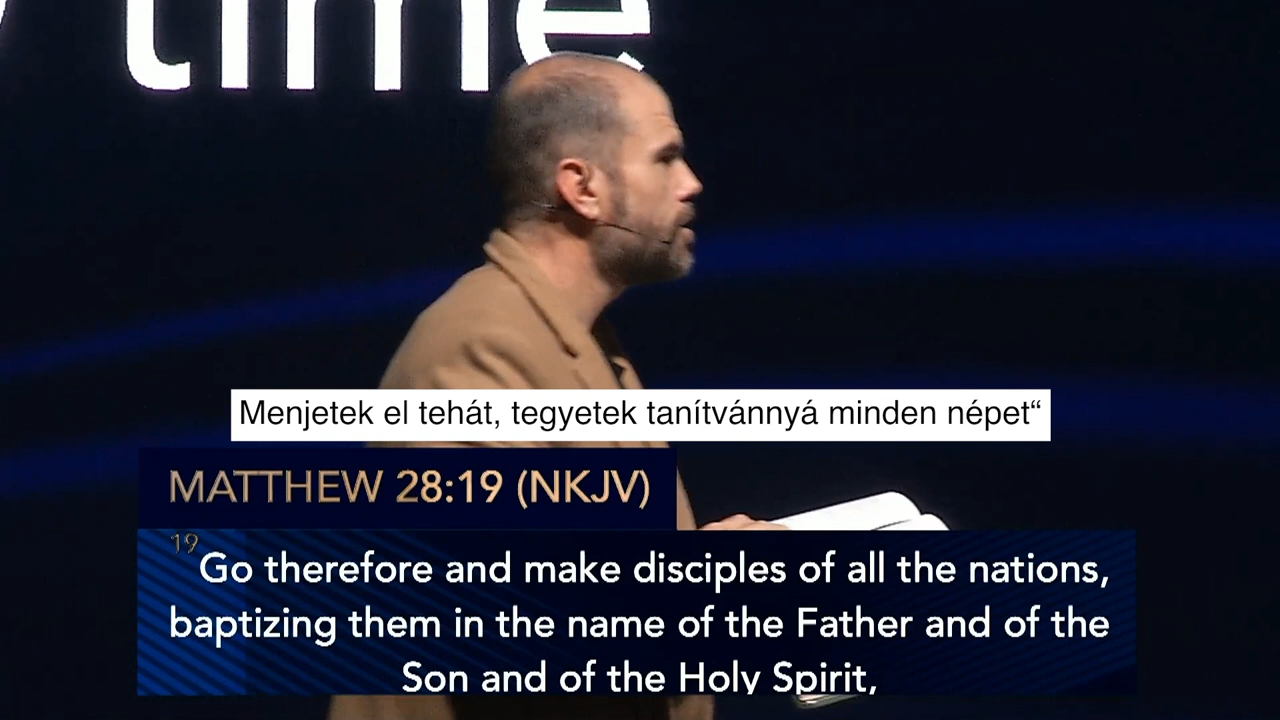 time
Menjetek el tehát, tegyetek tanítvánnyá minden népet“
MATTHEW 28:19 (NKJV)
19 Go therefore and make disciples of all the nations,
baptizing them in the name of the Father and of the
Son and of the Holy Spirit,